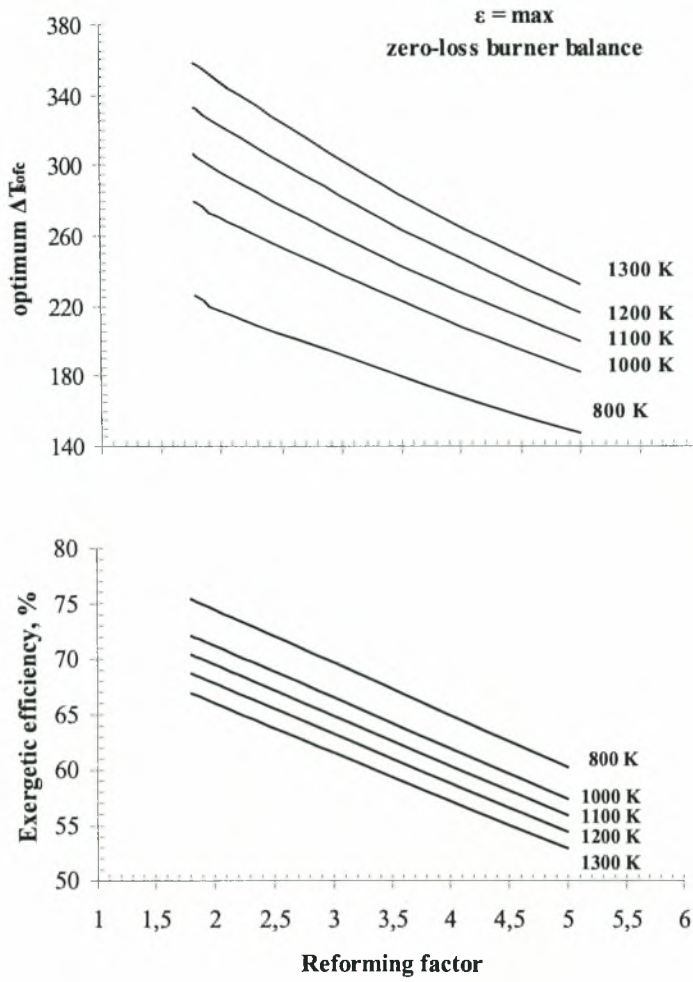 ε = max
zero-loss burner balance
380
340
300
260
220
180
140
optimum ΔTsofc
1300 K
1200 K
1100 K
1000 K
800 K
80
75
70
65
60
55
50
Exergetic efficiency, %
800 K
1000 K
1100 K
1200 K
1300 K
1 1,5 2 2,5 3 3,5 4 4,5 5 5,5 6
Reforming factor